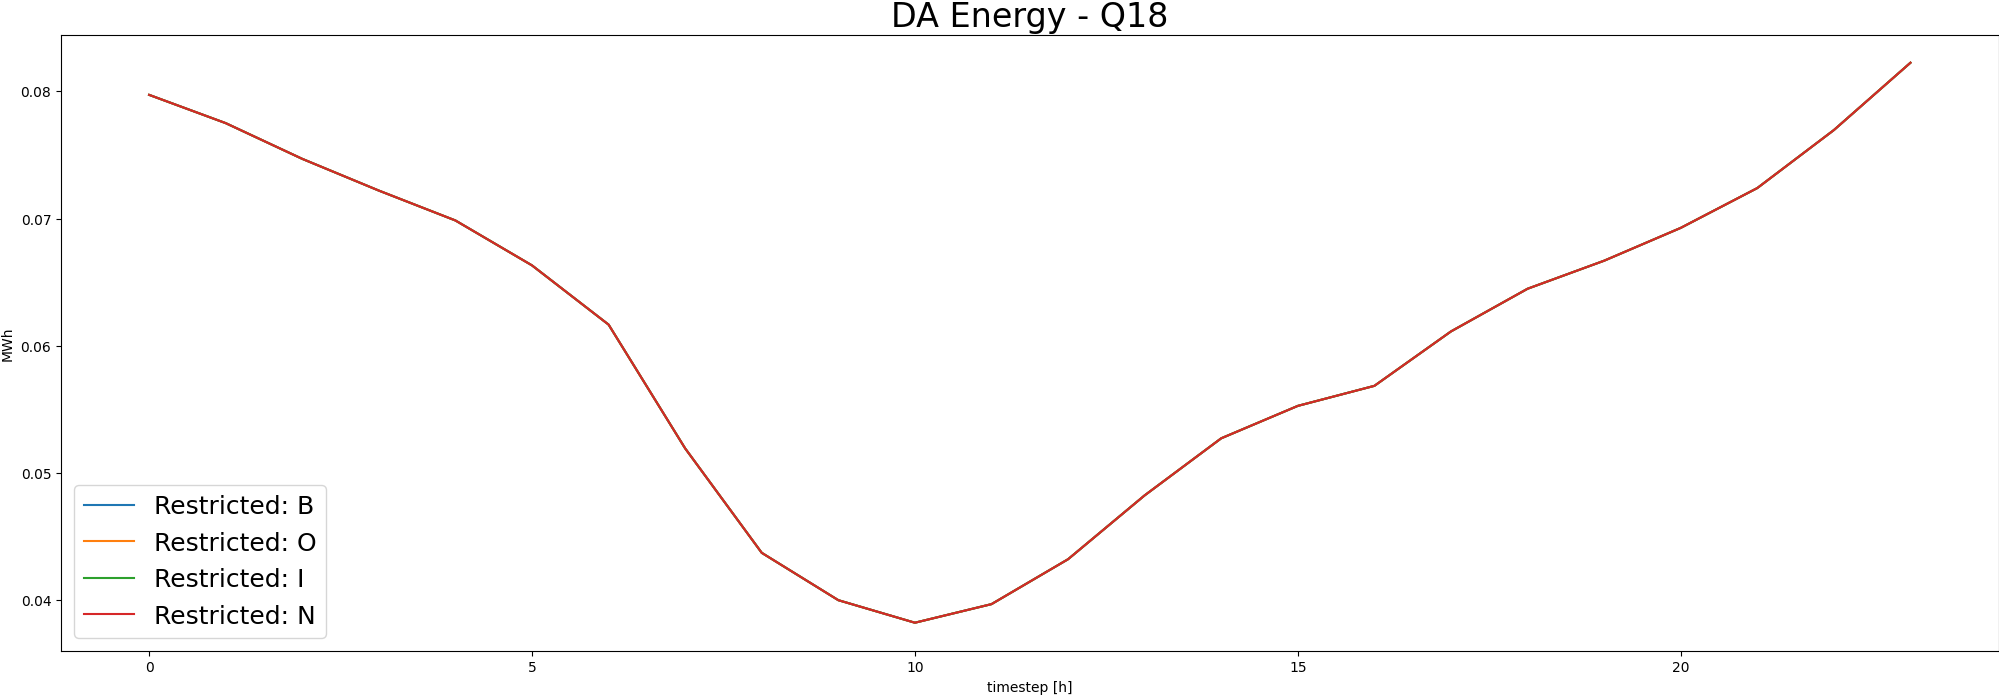 DA Energy - Q18
MWh
0.08
0.07
0.06
0.05
0.04
Restricted: B
Restricted: O
Restricted: I
Restricted: N
0
5
10
15
20
timestep [h]